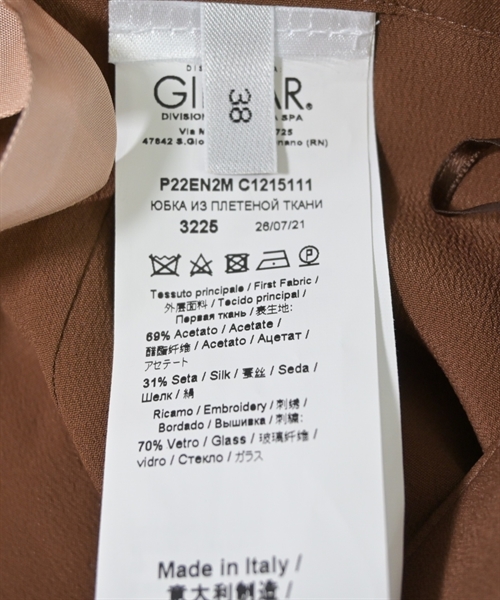 GI AR®
DIVISION SPA
Via M 725
47842 S.Gio nano (RN)
38
P22EN2M C1215111
ЮБКА ИЗ ПЛЕТЕНОЙ ТКАНИ
3225 26/07/21
P
Tessuto principale / First Fabric /
外层面料 / Tecido principal /
Первая ткань / 表生地:
69% Acetato / Acetate /
醋酯纤维 / Acetato / Ацетат /
アセテート
31% Seta / Silk / 蚕丝 / Seda /
Шелк / 絹
Ricamo / Embroidery / 刺绣 /
Bordado / Вышивка / 刺繍:
70% Vetro / Glass / 玻璃纤维 /
vidro / Стекло / ガラス
Made in Italy /
意大利制造 /